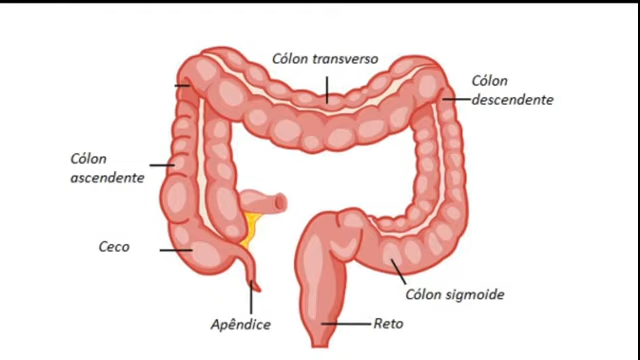 Cólon transverso
Cólon
descendente
Cólon
ascendente
Ceco
Cólon sigmoide
Apêndice
Reto